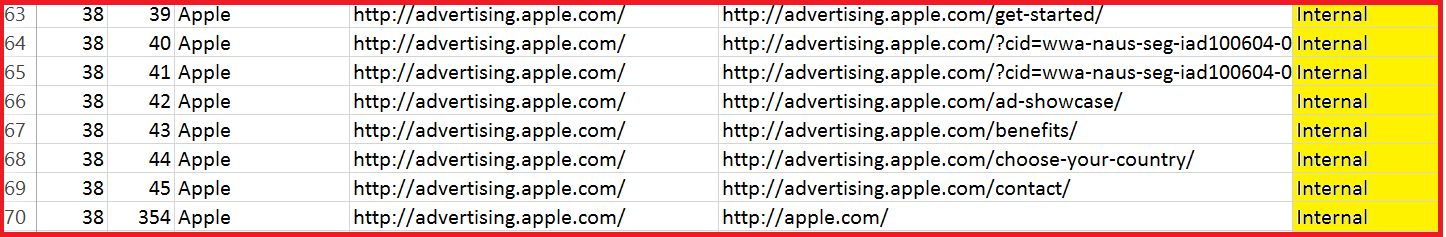 63 38 39 Apple http://advertising.apple.com/ http://advertising.apple.com/get-started/ Internal
64 38 40 Apple http://advertising.apple.com/ http://advertising.apple.com/?cid=wwa-naus-seg-iad100604-0 Internal
65 38 41 Apple http://advertising.apple.com/ http://advertising.apple.com/?cid=wwa-naus-seg-iad100604-0 Internal
66 38 42 Apple http://advertising.apple.com/ http://advertising.apple.com/ad-showcase/ Internal
67 38 43 Apple http://advertising.apple.com/ http://advertising.apple.com/benefits/ Internal
68 38 44 Apple http://advertising.apple.com/ http://advertising.apple.com/choose-your-country/ Internal
69 38 45 Apple http://advertising.apple.com/ http://advertising.apple.com/contact/ Internal
70 38 354 Apple http://advertising.apple.com/ http://apple.com/ Internal